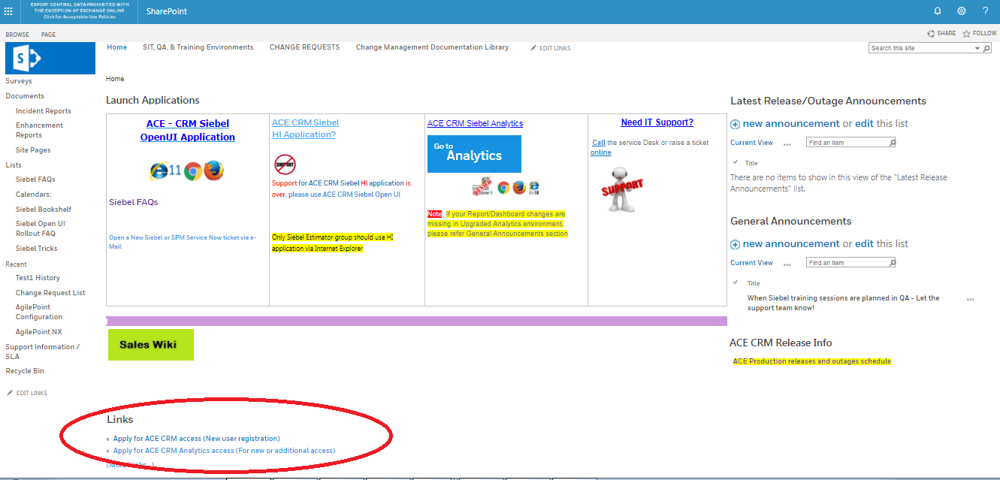 EXPORT CONTROL DATA PROHIBITED WITH
THE EXCEPTION OF EXCHANGE ONLINE
Click for Acceptable Use Policies
SharePoint
?
BROWSE PAGE
SHARE FOLLOW
S
Home SIT, QA, & Training Environments CHANGE REQUESTS Change Management Documentation Library EDIT LINKS
Search this site
Surveys
Documents
Incident Reports
Enhancement
Reports
Site Pages
Lists
Siebel FAQs
Calendars:
Siebel Bookshelf
Siebel Open UI
Rollout FAQ
Siebel Tricks
Recent
Test1 History
Change Request List
AgilePoint
Configuration
AgilePoint NX
Support Information /
SLA
Recycle Bin
EDIT LINKS
Home
Launch Applications
ACE - CRM Siebel
OpenUI Application
11
Siebel FAQs
Open a New Siebel or SPM Service Now ticket via e-
Mail
ACE CRM Siebel
HI Application?
SUPPORT
Support for ACE CRM Siebel HI application is
over, please use ACE CRM Siebel Open UI
Only Siebel Estimator group should use HI
application via Internet Explorer
ACE CRM Siebel Analytics
Go to
Analytics
Note: If your Report/Dashboard changes are
missing in Upgraded Analytics environment,
please refer General Announcements section
Need IT Support?
Call the service Desk or raise a ticket
online
SUPPORT
Sales Wiki
Links
Apply for ACE CRM access (New user registration)
Apply for ACE CRM Analytics access (For new or additional access)
(More Links...)
Latest Release/Outage Announcements
new announcement or edit this list
Current View ... Find an item
Title
There are no items to show in this view of the "Latest Release
Announcements" list.
General Announcements
new announcement or edit this list
Current View ... Find an item
Title
When Siebel training sessions are planned in QA - Let the ...
support team know!
ACE CRM Release Info
ACE Production releases and outages schedule